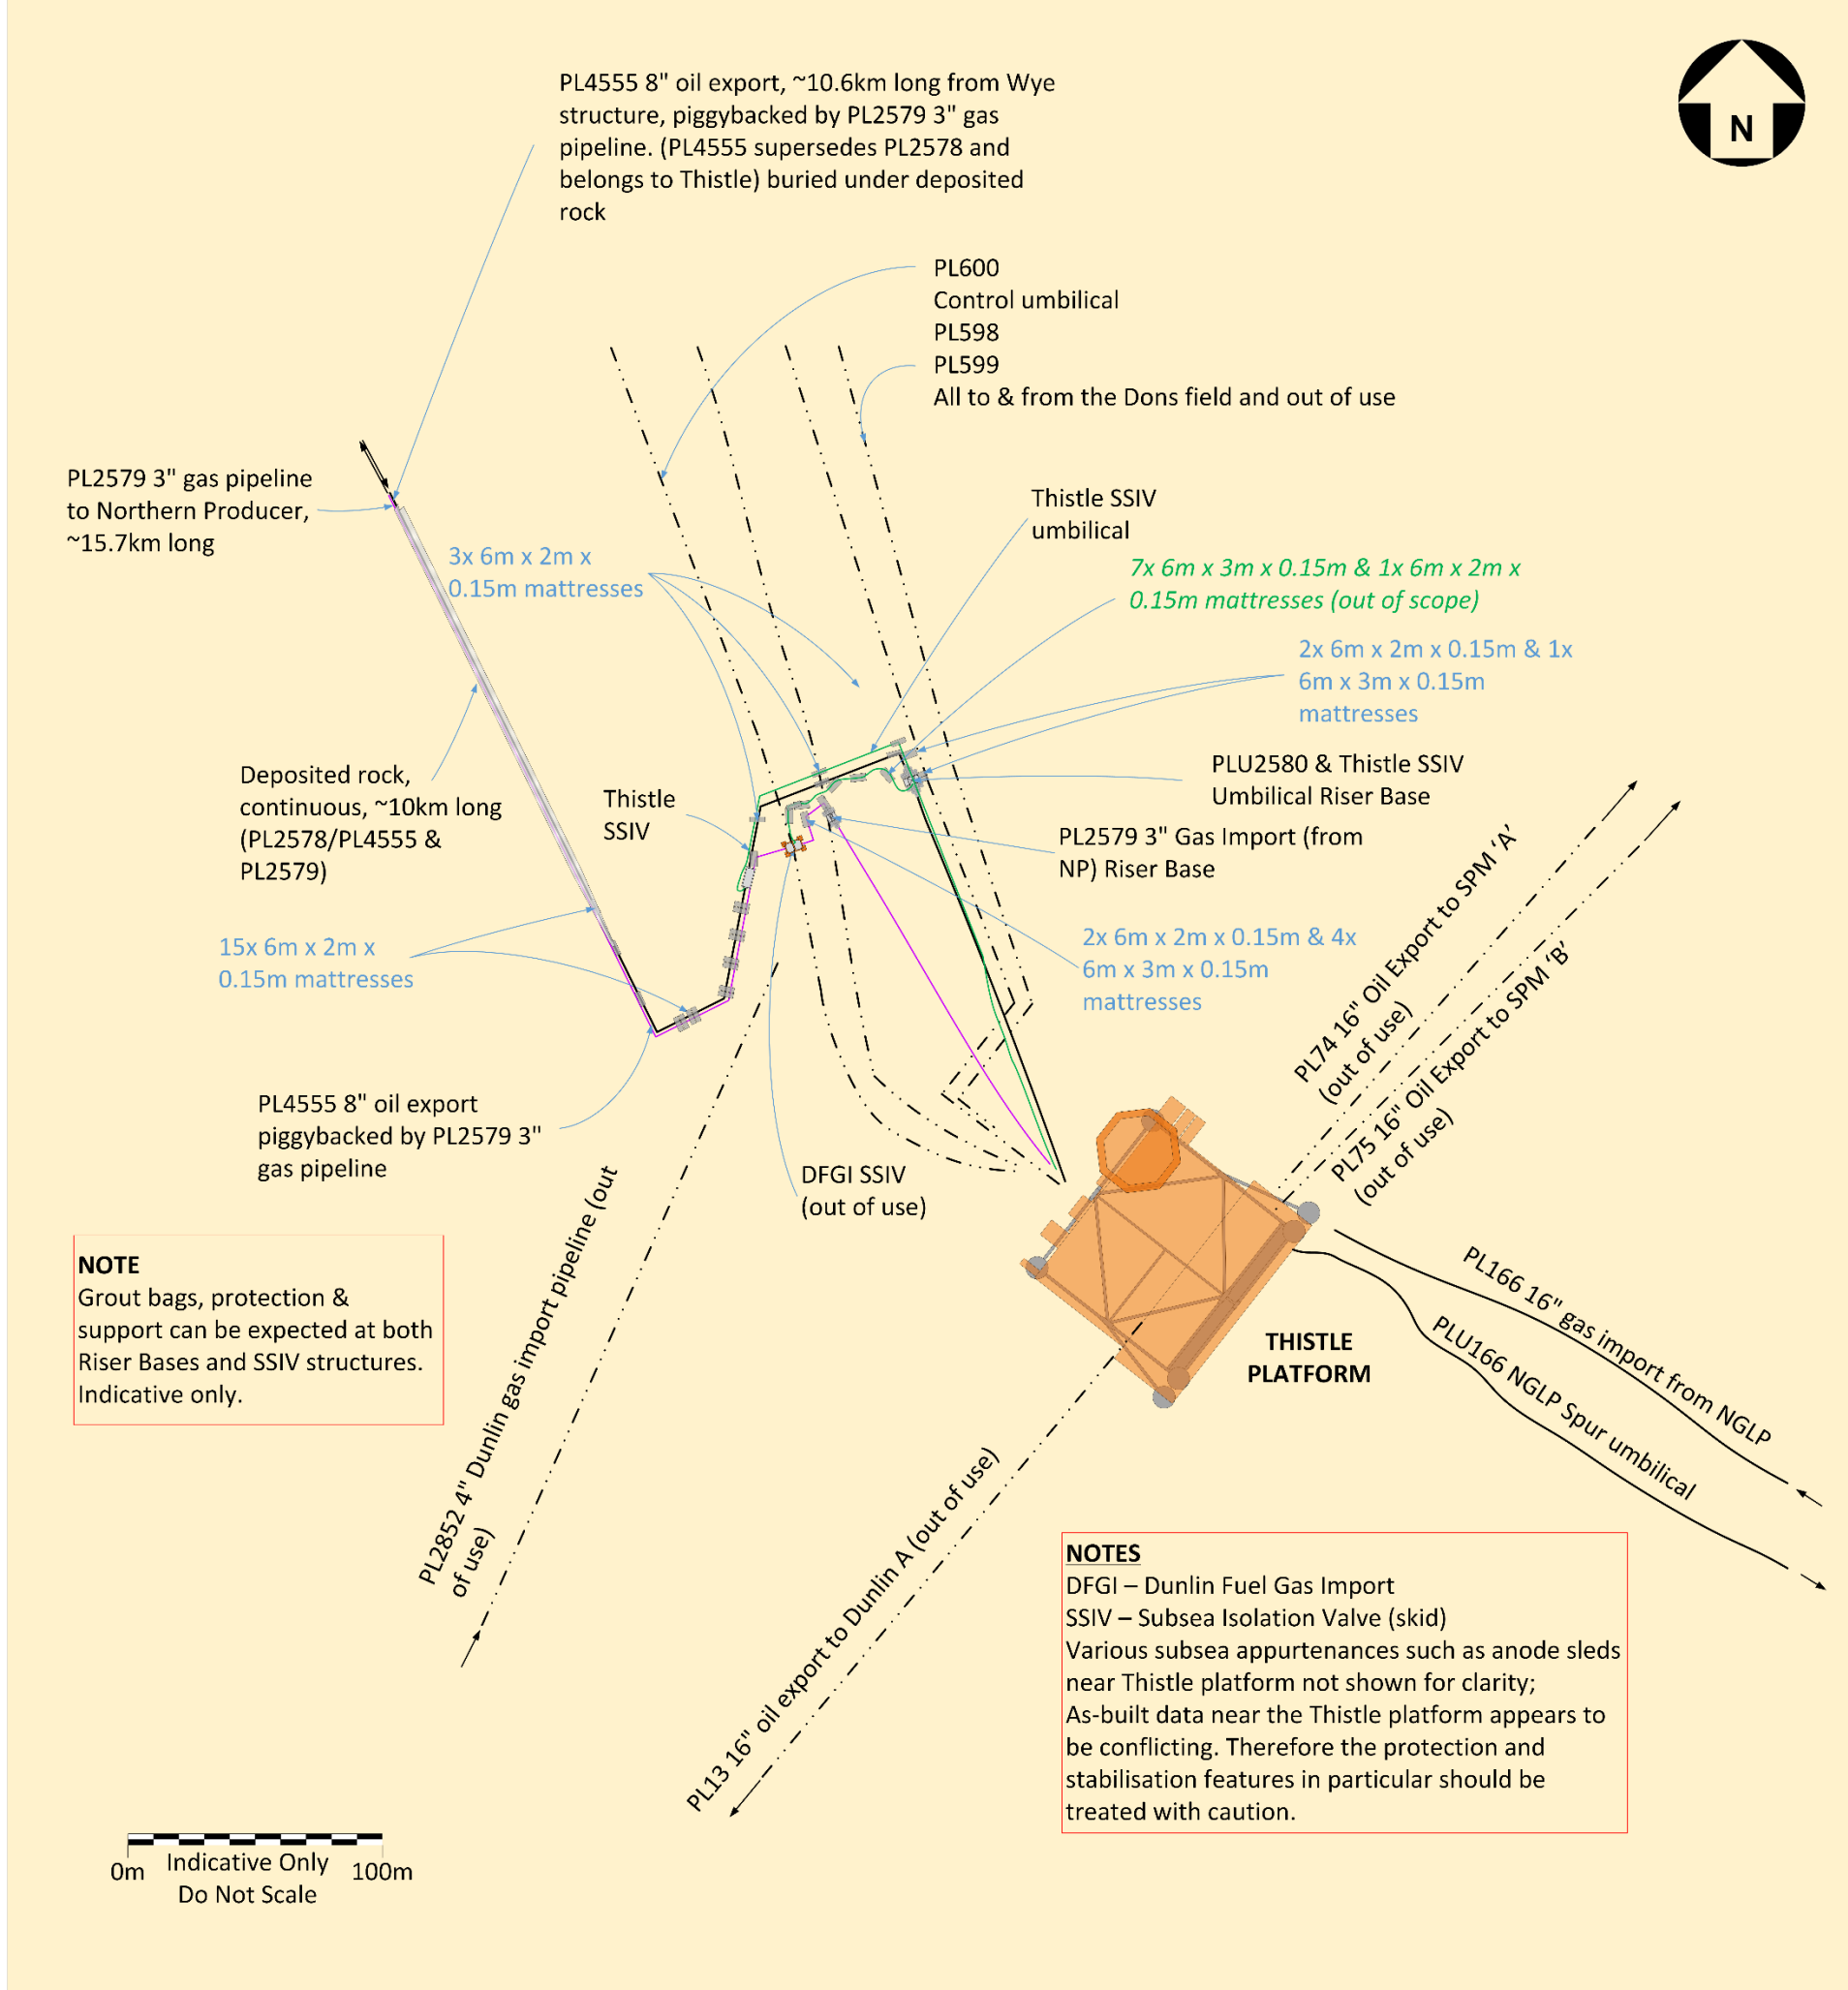 PL4555 8" oil export, ~10.6km long from Wye
structure, piggybacked by PL2579 3" gas
pipeline. (PL4555 supersedes PL2578 and
belongs to Thistle) buried under deposited
rock
N
PL600
Control umbilical
PL598
PL599
All to & from the Dons field and out of use
PL2579 3" gas pipeline
to Northern Producer,
~15.7km long
3x 6m x 2m x
0.15m mattresses
Thistle SSIV
umbilical
7x 6m x 3m x 0.15m & 1x 6m x 2m x
0.15m mattresses (out of scope)
2x 6m x 2m x 0.15m & 1x
6m x 3m x 0.15m
mattresses
Deposited rock,
continuous, ~10km long
(PL2578/PL4555 &
PL2579)
Thistle
SSIV
PLU2580 & Thistle SSIV
Umbilical Riser Base
PL2579 3" Gas Import (from
NP) Riser Base
15x 6m x 2m x
0.15m mattresses
2x 6m x 2m x 0.15m & 4x
6m x 3m x 0.15m
mattresses
PL74 16" Oil Export to SPM ‘A’
(out of use)
PL75 16" Oil Export to SPM ‘B’
(out of use)
PL4555 8" oil export
piggybacked by PL2579 3"
gas pipeline
DFGI SSIV
(out of use)
PL2852 4" Dunlin gas import pipeline (out
of use)
NOTE
Grout bags, protection &
support can be expected at both
Riser Bases and SSIV structures.
Indicative only.
THISTLE
PLATFORM
PL166 16" gas import from NGLP
PLU166 NGLP Spur umbilical
PL13 16" oil export to Dunlin A (out of use)
NOTES
DFGI – Dunlin Fuel Gas Import
SSIV – Subsea Isolation Valve (skid)
Various subsea appurtenances such as anode sleds
near Thistle platform not shown for clarity;
As-built data near the Thistle platform appears to
be conflicting. Therefore the protection and
stabilisation features in particular should be
treated with caution.
0m Indicative Only 100m
Do Not Scale